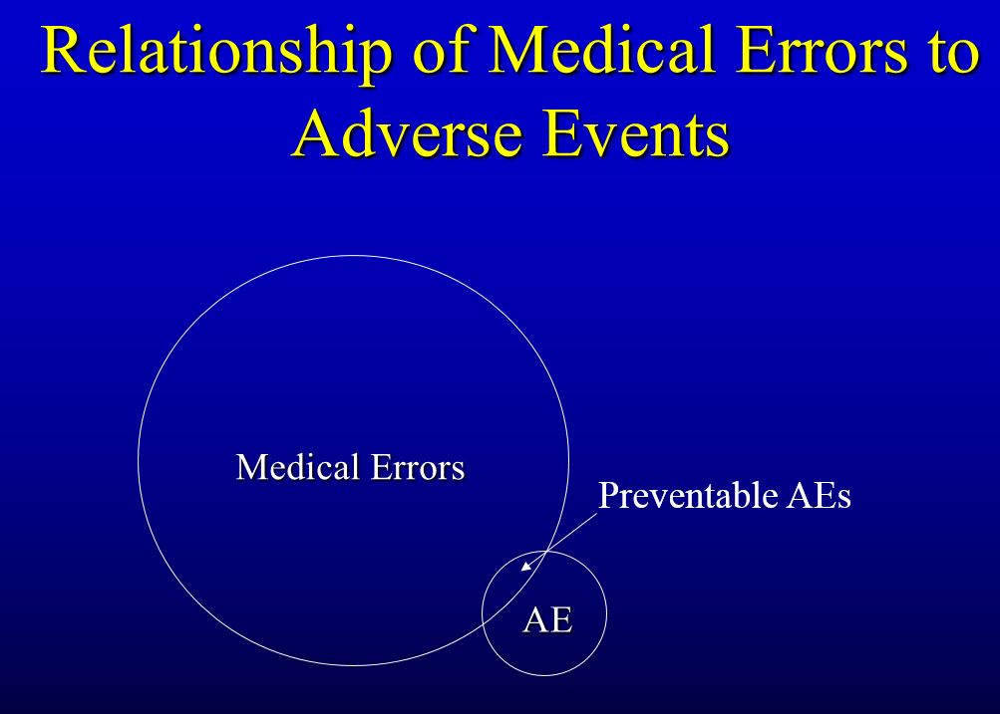 Relationship of Medical Errors to
Adverse Events
Medical Errors
Preventable AEs
AE